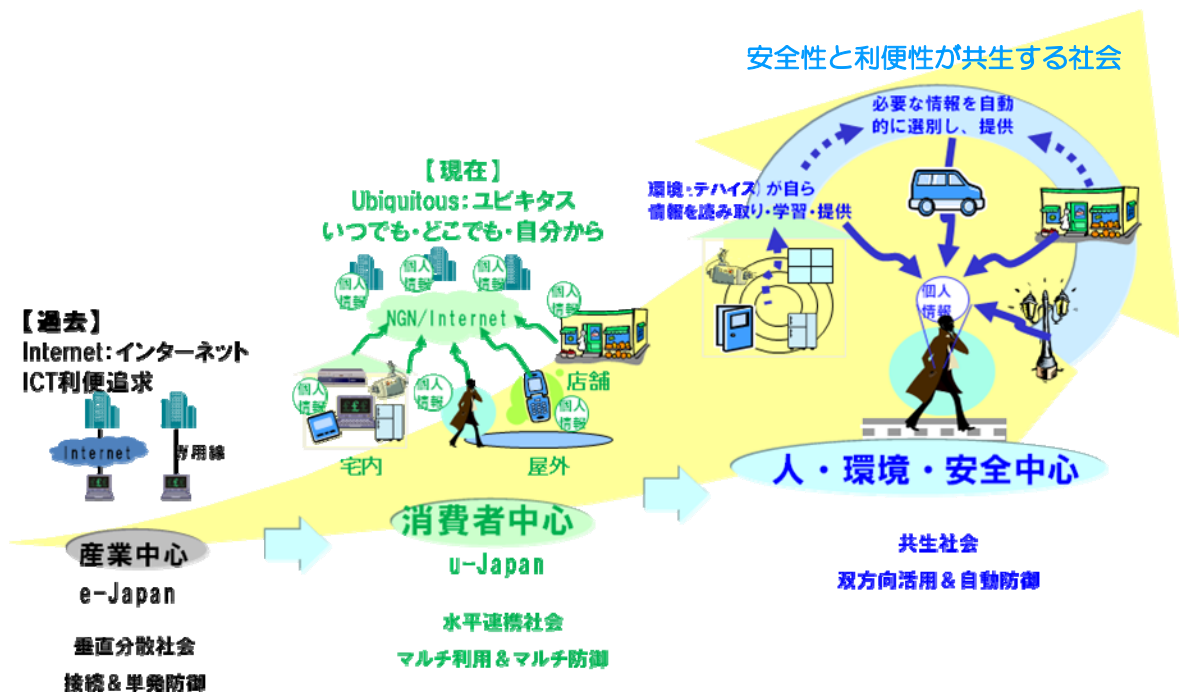 安全性と利便性が共生する社会
必要な情報を自動
的に選別し、提供
環境・デハイス）が自ら
情報を読み取り・学習・提供
個人
情報
人・環境・安全中心
共生社会
双方向活用＆自動防御
【現在】
Ubiquitous：ユビキタス
いつでも・どこでも・自分から
個人
情報
個人
情報
個人
情報
個人
情報
NGN/Internet
個人
情報
個人
情報
個人
情報
店舗
宅内
屋外
消費者中心
u-Japan
水平連携社会
マルチ利用＆マルチ防御
【過去】
Internet：インターネット
ICT利便追求
Internet
専用線
産業中心
e-Japan
垂直分散社会
接続＆単発防御